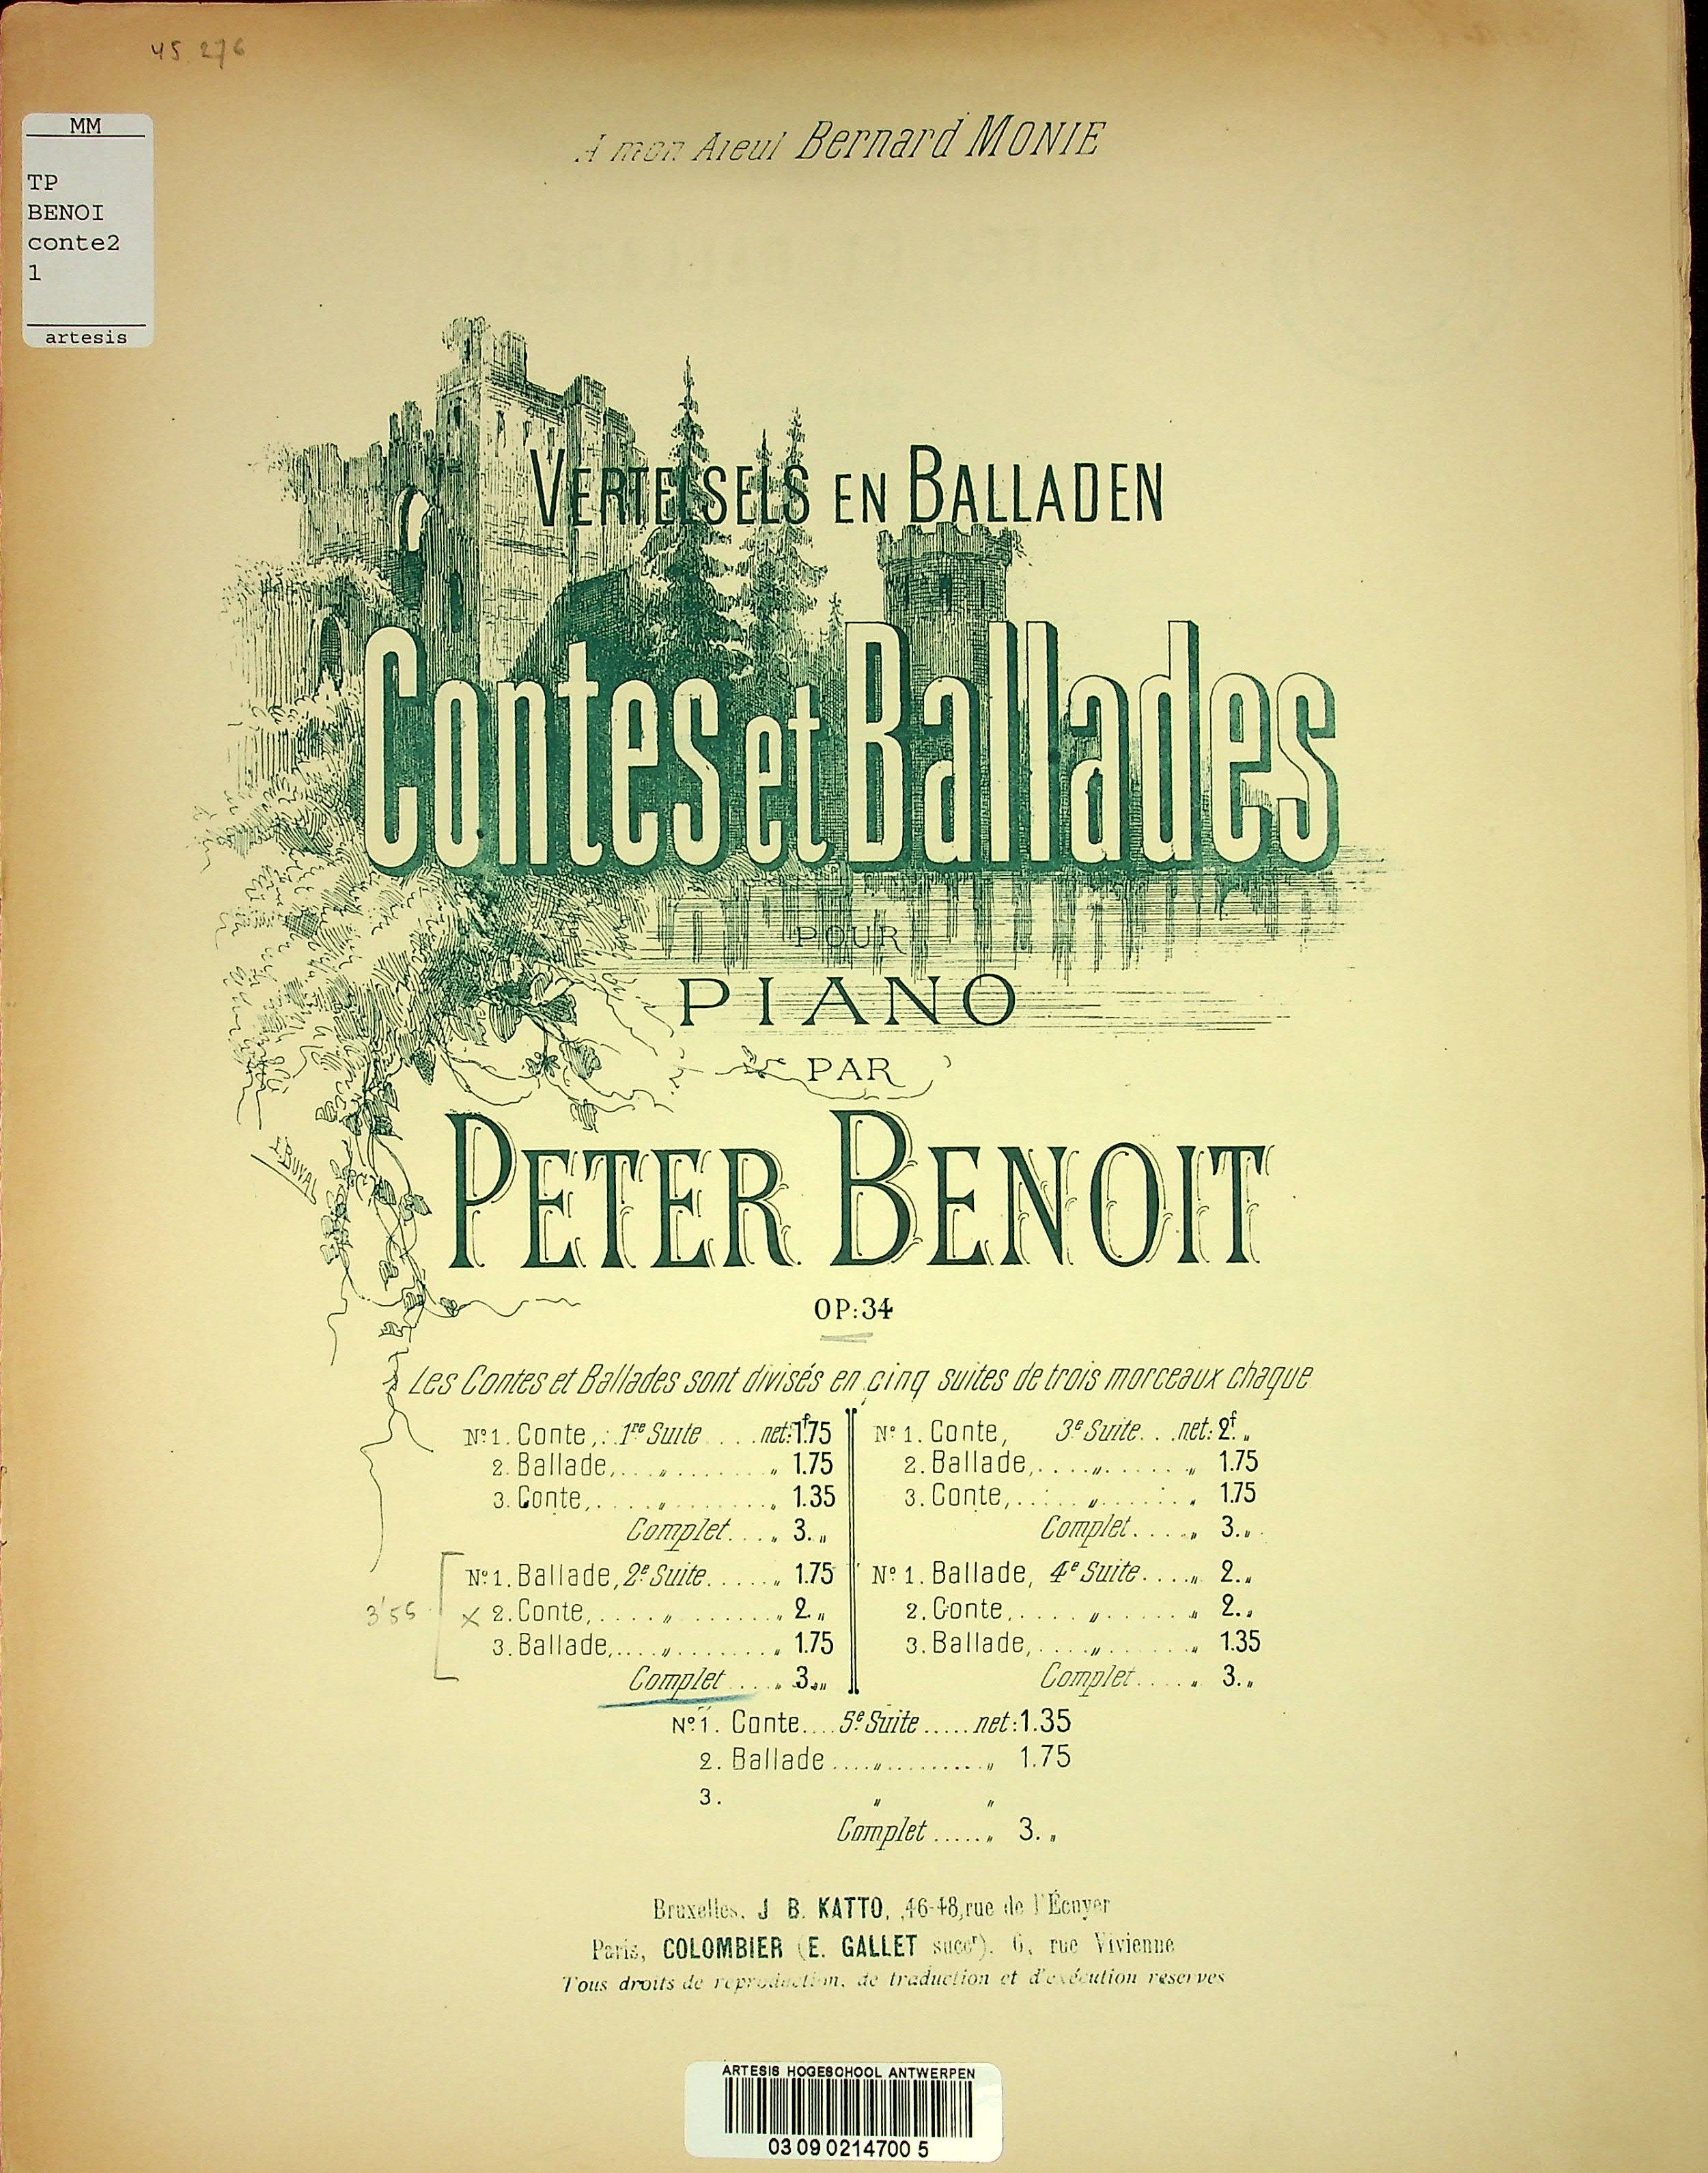 45 276
A mon Aieul Bernard MONIE
MM
TP
BENOI
conte2
1
artesis
VERTELSELS EN BALLADEN
Contes et Ballades
POUR
PIANO
PAR
PETER BENOIT
OP: 34
Les Contes et Ballades sont divisés en cinq suites de trois morceaux chaque
Nº 1. Conte, . . 1re Suite . . . . net: 1f75
2. Ballade, . . . „ . . . . . . . „ 1.75
3. Conte, . . . . „ . . . . . . . „ 1.35
Complet . . . „ 3. „
Nº 1. Ballade, 2e Suite . . . . . „ 1.75
3'55 x 2. Conte, . . . . „ . . . . . . . „ 2. „
3. Ballade, . . . . „ . . . . . . . „ 1.75
Complet . . . . „ 3. „
Nº 1. Conte, 3e Suite . . . net: 2f. „
2. Ballade, . . . . „ . . . . . . „ 1.75
3. Conte, . . . „ . . . . „ 1.75
Complet . . . . „ 3. „
Nº 1. Ballade, 4e Suite . . . . „ 2. „
2. Conte, . . . . . „ . . . . . . „ 2. „
3. Ballade, . . . . „ . . . . . . „ 1.35
Complet . . . . . „ 3. „
Nº 1. Conte . . . . 5e Suite . . . . . net: 1.35
2. Ballade . . . . „ . . . . . . . . . . „ 1.75
3. „ „
Complet . . . . . „ 3. „
Bruxelles, J. B. KATTO, 46-48, rue de l'Écuyer
Paris, COLOMBIER (E. GALLET succr). 6, rue Vivienne
Tous droits de reproduction, de traduction et d'exécution reserves
ARTESIS HOGESCHOOL ANTWERPEN
03 09 0214700 5